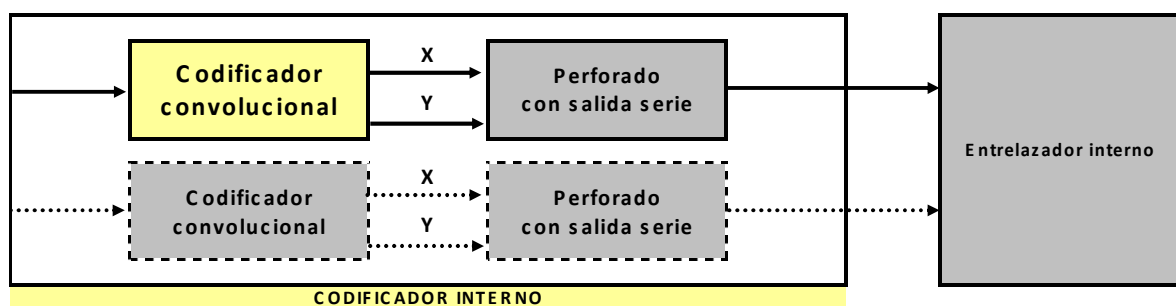 X
Codificador
convolucional
Perforado
con salida serie
Y
Entrelazador interno
X
Codificador
convolucional
Perforado
con salida serie
Y
CODIFICADOR INTERNO